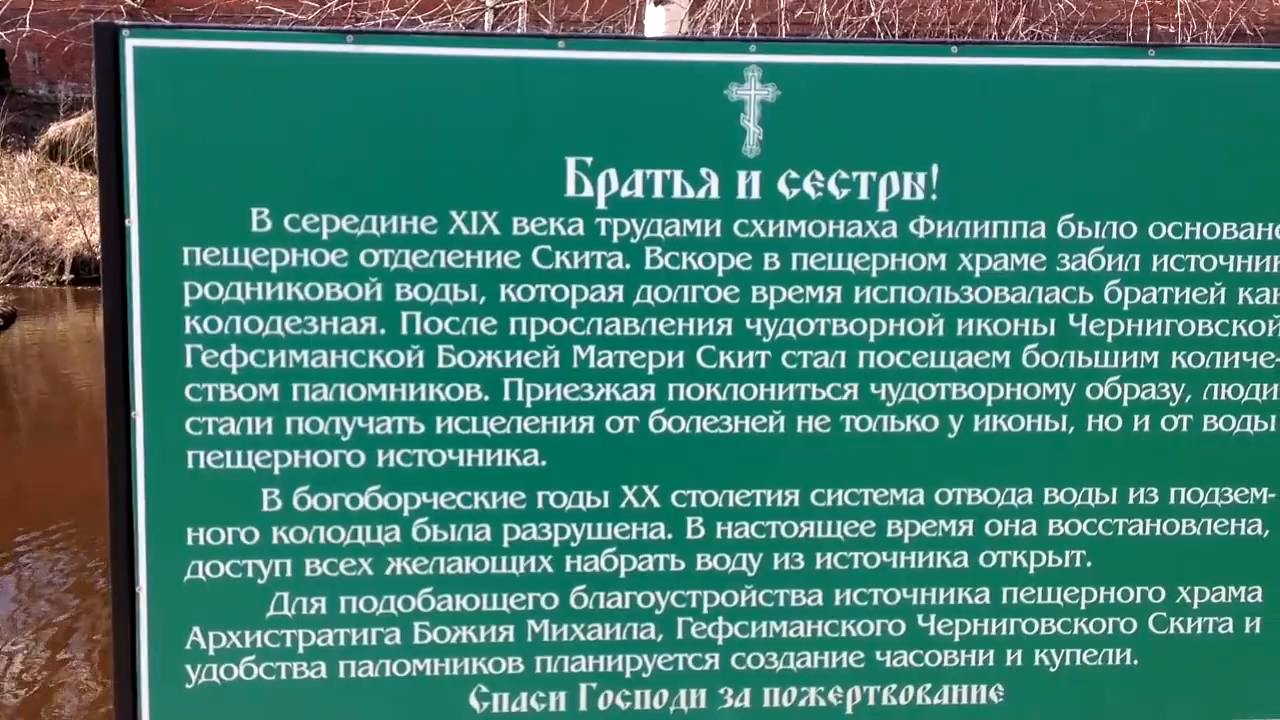 Братья и сестры!
В середине XIX века трудами схимонаха Филиппа было основано
пещерное отделение Скита. Вскоре в пещерном храме забил источник
родниковой воды, которая долгое время использовалась братией как
колодезная. После прославления чудотворной иконы Черниговской
Гефсиманской Божией Матери Скит стал посещаем большим количе-
ством паломников. Приезжая поклониться чудотворному образу, люди
стали получать исцеления от болезней не только у иконы, но и от воды
пещерного источника.
В богоборческие годы XX столетия система отвода воды из подзем-
ного колодца была разрушена. В настоящее время она восстановлена,
доступ всех желающих набрать воду из источника открыт.
Для подобающего благоустройства источника пещерного храма
Архистратига Божия Михаила, Гефсиманского Черниговского Скита и
удобства паломников планируется создание часовни и купели.
Спаси Господи за пожертвование